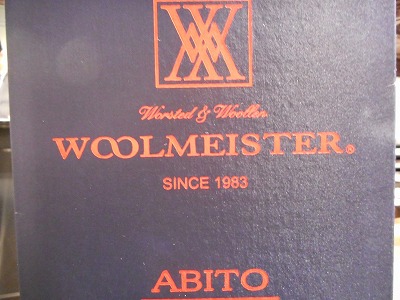 Worsted & Woollen
WOOLMEISTER®
SINCE 1983
ABITO